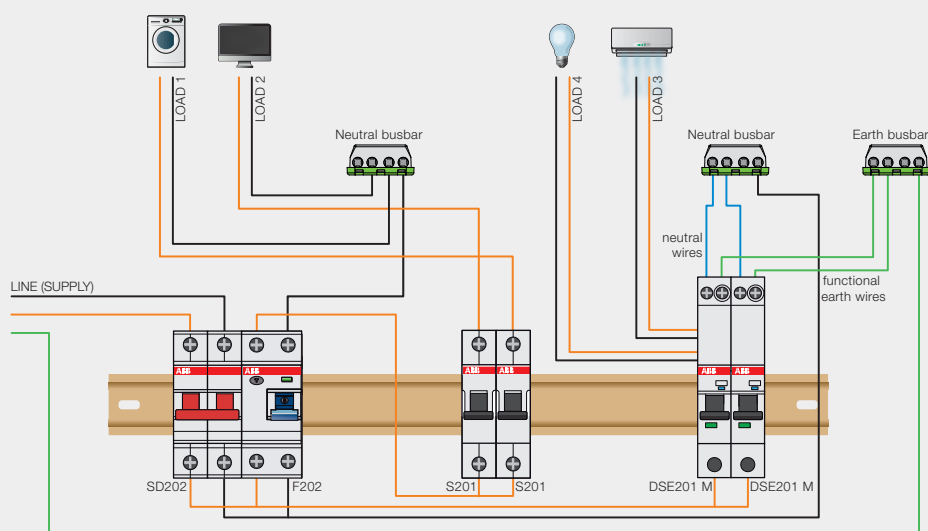 LOAD 1
LOAD 2
LOAD 4
LOAD 3
Neutral busbar
Neutral busbar
Earth busbar
neutral
wires
functional
earth wires
LINE (SUPPLY)
ABB
ABB
ABB
ABB
ABB
ABB
SD202
F202
S201
S201
DSE201 M
DSE201 M